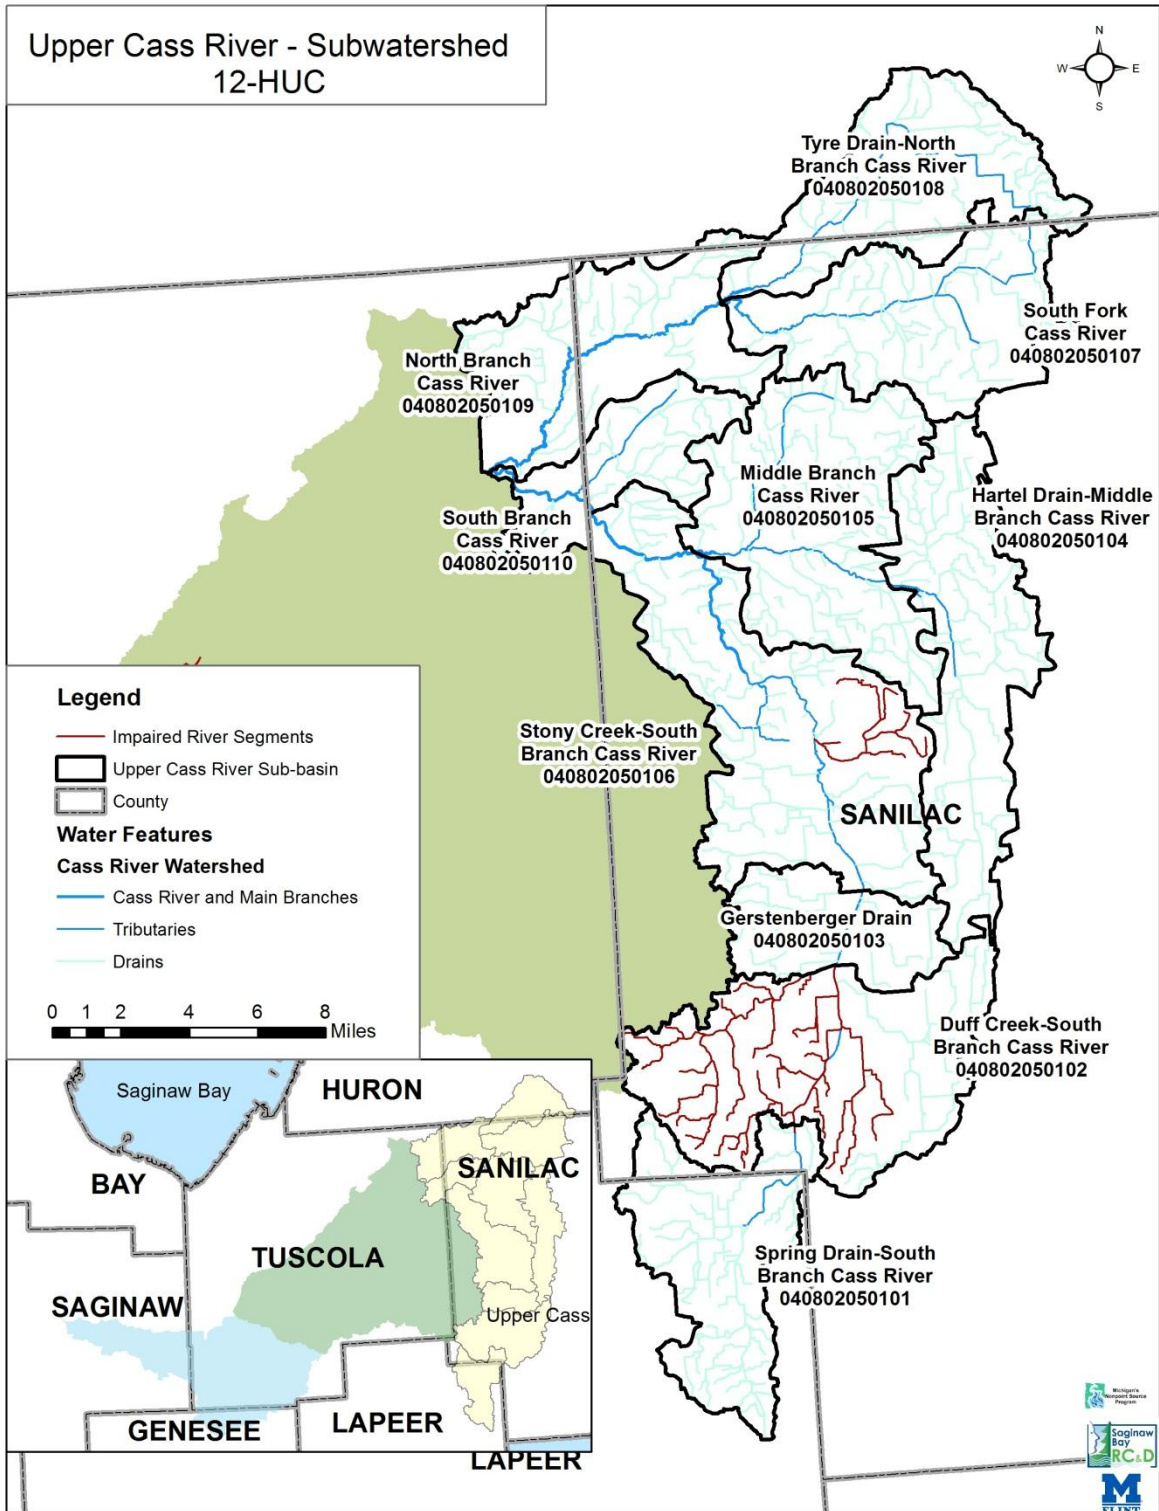 Upper Cass River - Subwatershed
12-HUC
N
W
E
S
Tyre Drain-North
Branch Cass River
040802050108
South Fork
Cass River
040802050107
North Branch
Cass River
040802050109
Middle Branch
Cass River
040802050105
Hartel Drain-Middle
Branch Cass River
040802050104
South Branch
Cass River
040802050110
Stony Creek-South
Branch Cass River
040802050106
SANILAC
Gerstenberger Drain
040802050103
Duff Creek-South
Branch Cass River
040802050102
Spring Drain-South
Branch Cass River
040802050101
Legend
Impaired River Segments
Upper Cass River Sub-basin
County
Water Features
Cass River Watershed
Cass River and Main Branches
Tributaries
Drains
0 1 2 4 6 8
Miles
Saginaw Bay
HURON
BAY
SANILAC
TUSCOLA
SAGINAW
Upper Cass
GENESEE
LAPEER
LAPEER
Michigan's
Nonpoint Source
Program
Saginaw
Bay
RC&D
M
FLINT